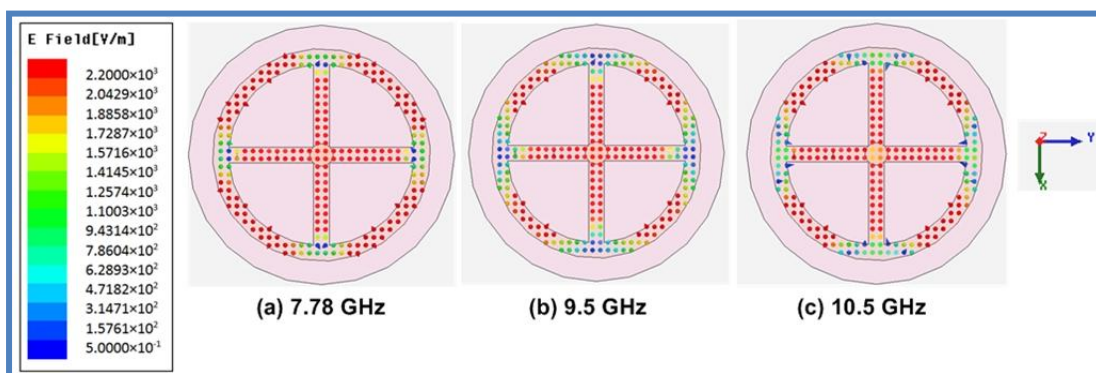 E Field[V/m]
2.2000×10³
2.0429×10³
1.8858×10³
1.7287×10³
1.5716×10³
1.4145×10³
1.2574×10³
1.1003×10³
9.4314×10²
7.8604×10²
6.2893×10²
4.7182×10²
3.1471×10²
1.5761×10²
5.0000×10⁻¹
(a) 7.78 GHz
(b) 9.5 GHz
(c) 10.5 GHz
Z
Y
X